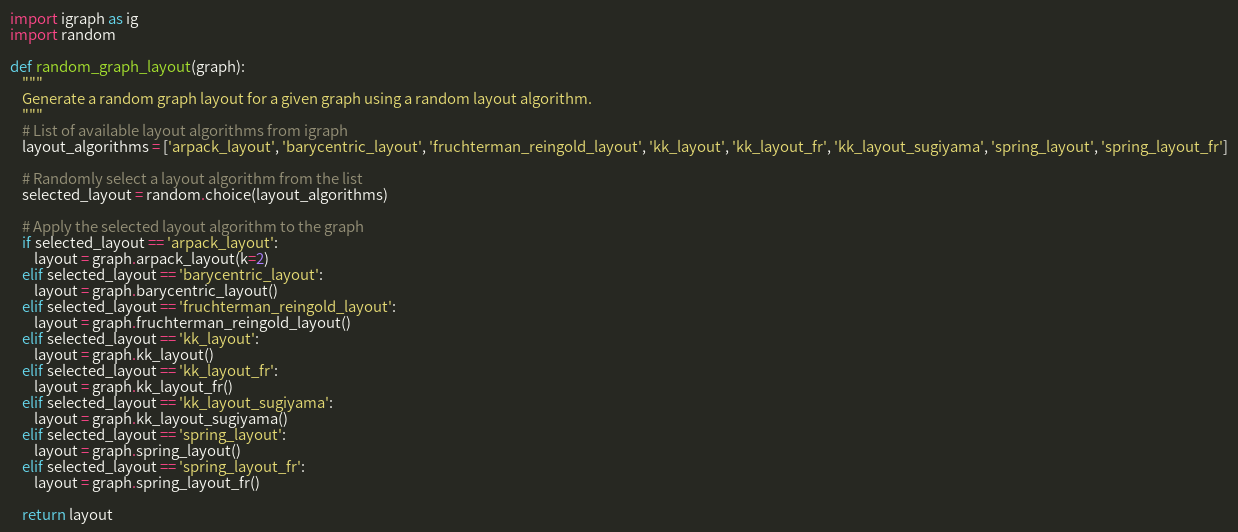 import igraph as ig
import random

def random_graph_layout(graph):
    """
    Generate a random graph layout for a given graph using a random layout algorithm.
    """
    # List of available layout algorithms from igraph
    layout_algorithms = ['arpack_layout', 'barycentric_layout', 'fruchterman_reingold_layout', 'kk_layout', 'kk_layout_fr', 'kk_layout_sugiyama', 'spring_layout', 'spring_layout_fr']

    # Randomly select a layout algorithm from the list
    selected_layout = random.choice(layout_algorithms)

    # Apply the selected layout algorithm to the graph
    if selected_layout == 'arpack_layout':
        layout = graph.arpack_layout(k=2)
    elif selected_layout == 'barycentric_layout':
        layout = graph.barycentric_layout()
    elif selected_layout == 'fruchterman_reingold_layout':
        layout = graph.fruchterman_reingold_layout()
    elif selected_layout == 'kk_layout':
        layout = graph.kk_layout()
    elif selected_layout == 'kk_layout_fr':
        layout = graph.kk_layout_fr()
    elif selected_layout == 'kk_layout_sugiyama':
        layout = graph.kk_layout_sugiyama()
    elif selected_layout == 'spring_layout':
        layout = graph.spring_layout()
    elif selected_layout == 'spring_layout_fr':
        layout = graph.spring_layout_fr()

    return layout